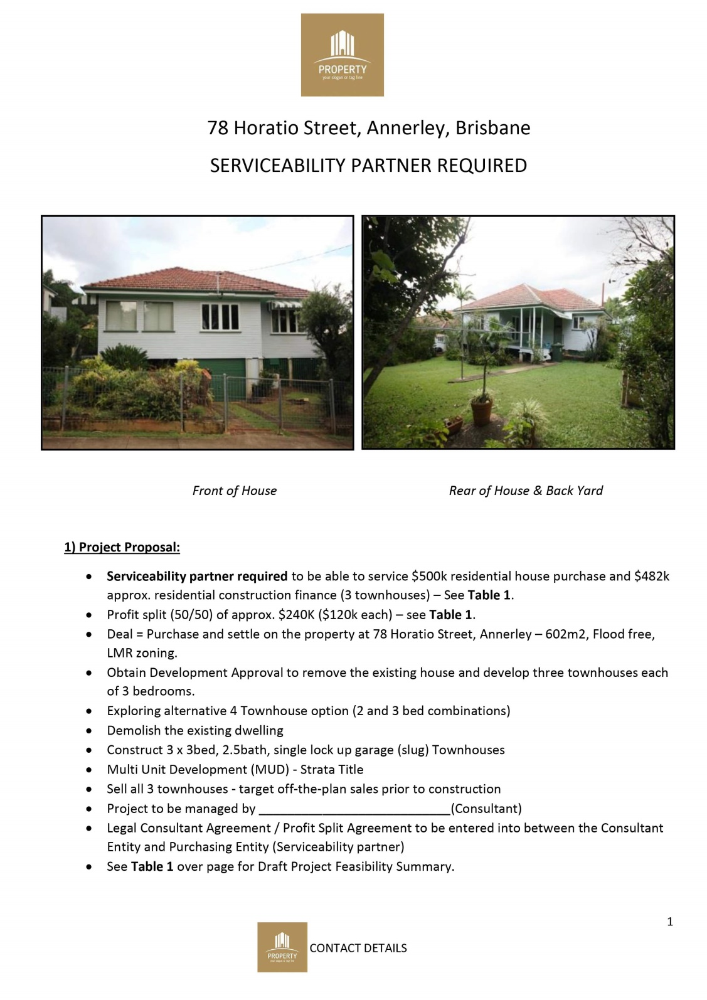 PROPERTY
your slogan or tag line
78 Horatio Street, Annerley, Brisbane
SERVICEABILITY PARTNER REQUIRED
Front of House
Rear of House & Back Yard
1) Project Proposal:
• Serviceability partner required to be able to service $500k residential house purchase and $482k
approx. residential construction finance (3 townhouses) – See Table 1.
• Profit split (50/50) of approx. $240K ($120k each) – see Table 1.
• Deal = Purchase and settle on the property at 78 Horatio Street, Annerley – 602m2, Flood free,
LMR zoning.
• Obtain Development Approval to remove the existing house and develop three townhouses each
of 3 bedrooms.
• Exploring alternative 4 Townhouse option (2 and 3 bed combinations)
• Demolish the existing dwelling
• Construct 3 x 3bed, 2.5bath, single lock up garage (slug) Townhouses
• Multi Unit Development (MUD) - Strata Title
• Sell all 3 townhouses - target off-the-plan sales prior to construction
• Project to be managed by ___________________________(Consultant)
• Legal Consultant Agreement / Profit Split Agreement to be entered into between the Consultant
Entity and Purchasing Entity (Serviceability partner)
• See Table 1 over page for Draft Project Feasibility Summary.
1
PROPERTY
your slogan or tag line
CONTACT DETAILS